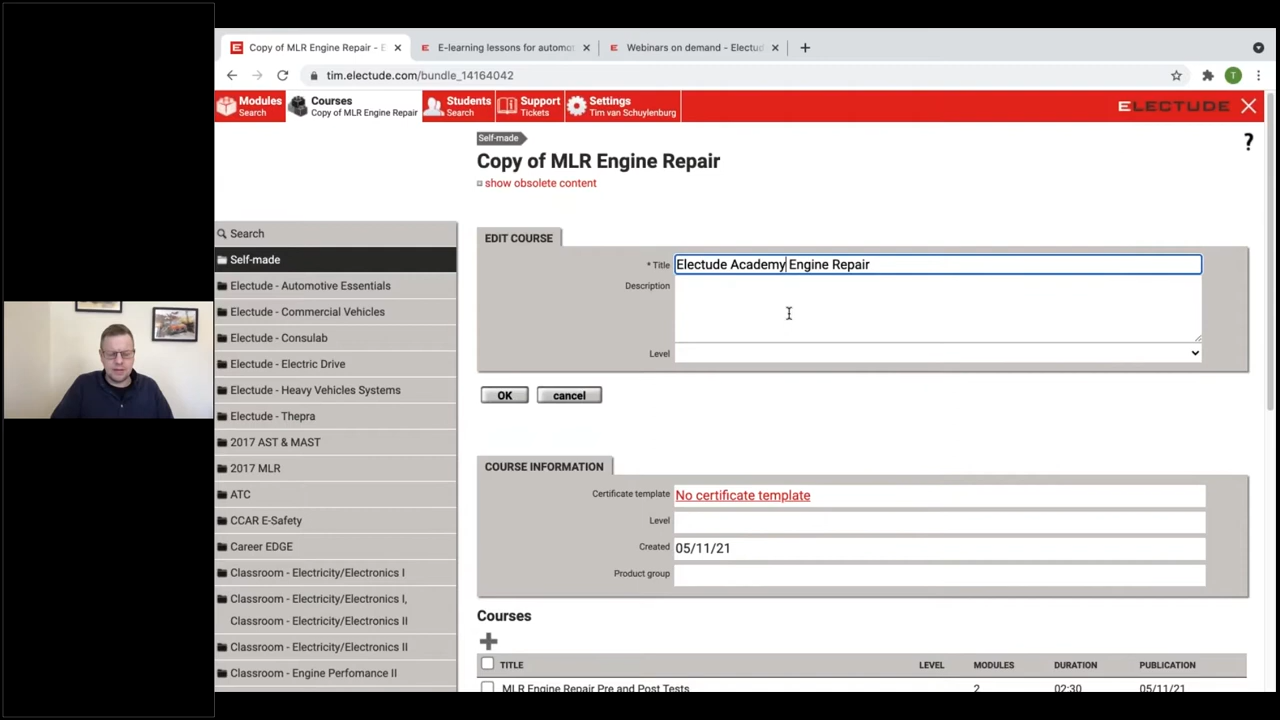 Copy of MLR Engine Repair - E
E-learning lessons for automot
Webinars on demand - Electud
tim.electude.com/bundle_14164042
T
Modules
Search
Courses
Copy of MLR Engine Repair
Students
Search
Support
Tickets
Settings
Tim van Schuylenburg
ELECTUDE
Self-made
?
Copy of MLR Engine Repair
show obsolete content
Search
Self-made
Electude - Automotive Essentials
Electude - Commercial Vehicles
Electude - Consulab
Electude - Electric Drive
Electude - Heavy Vehicles Systems
Electude - Thepra
2017 AST & MAST
2017 MLR
ATC
CCAR E-Safety
Career EDGE
Classroom - Electricity/Electronics I
Classroom - Electricity/Electronics I,
Classroom - Electricity/Electronics II
Classroom - Electricity/Electronics II
Classroom - Engine Perfomance II
EDIT COURSE
* Title Electude Academy Engine Repair
Description
Level
OK cancel
COURSE INFORMATION
Certificate template No certificate template
Level
Created 05/11/21
Product group
Courses
TITLE LEVEL MODULES DURATION PUBLICATION
MLR Engine Repair Pre and Post Tests 2 02:30 05/11/21